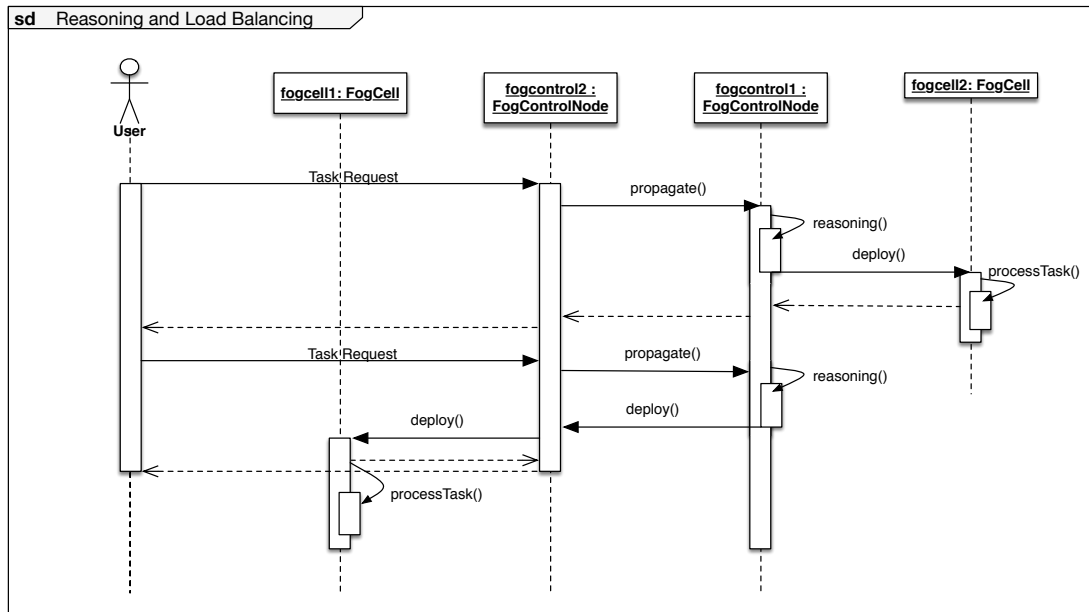 sd Reasoning and Load Balancing
User
fogcell1: FogCell
fogcontrol2 :
FogControlNode
fogcontrol1 :
FogControlNode
fogcell2: FogCell
Task Request
propagate()
reasoning()
deploy()
processTask()
Task Request
propagate()
reasoning()
deploy()
deploy()
processTask()